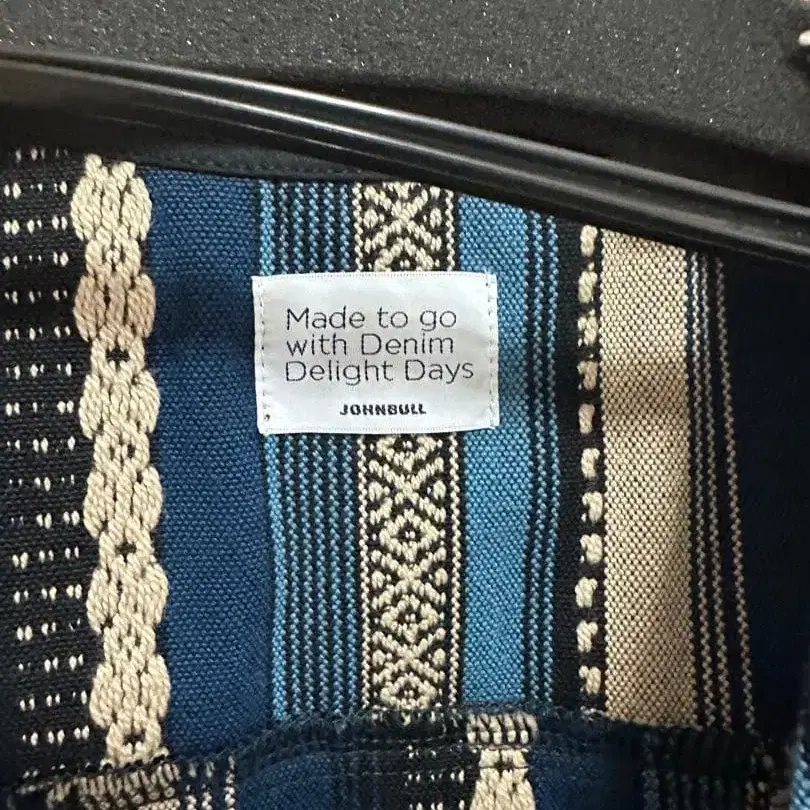 Made to go
with Denim
Delight Days
JOHNBULL